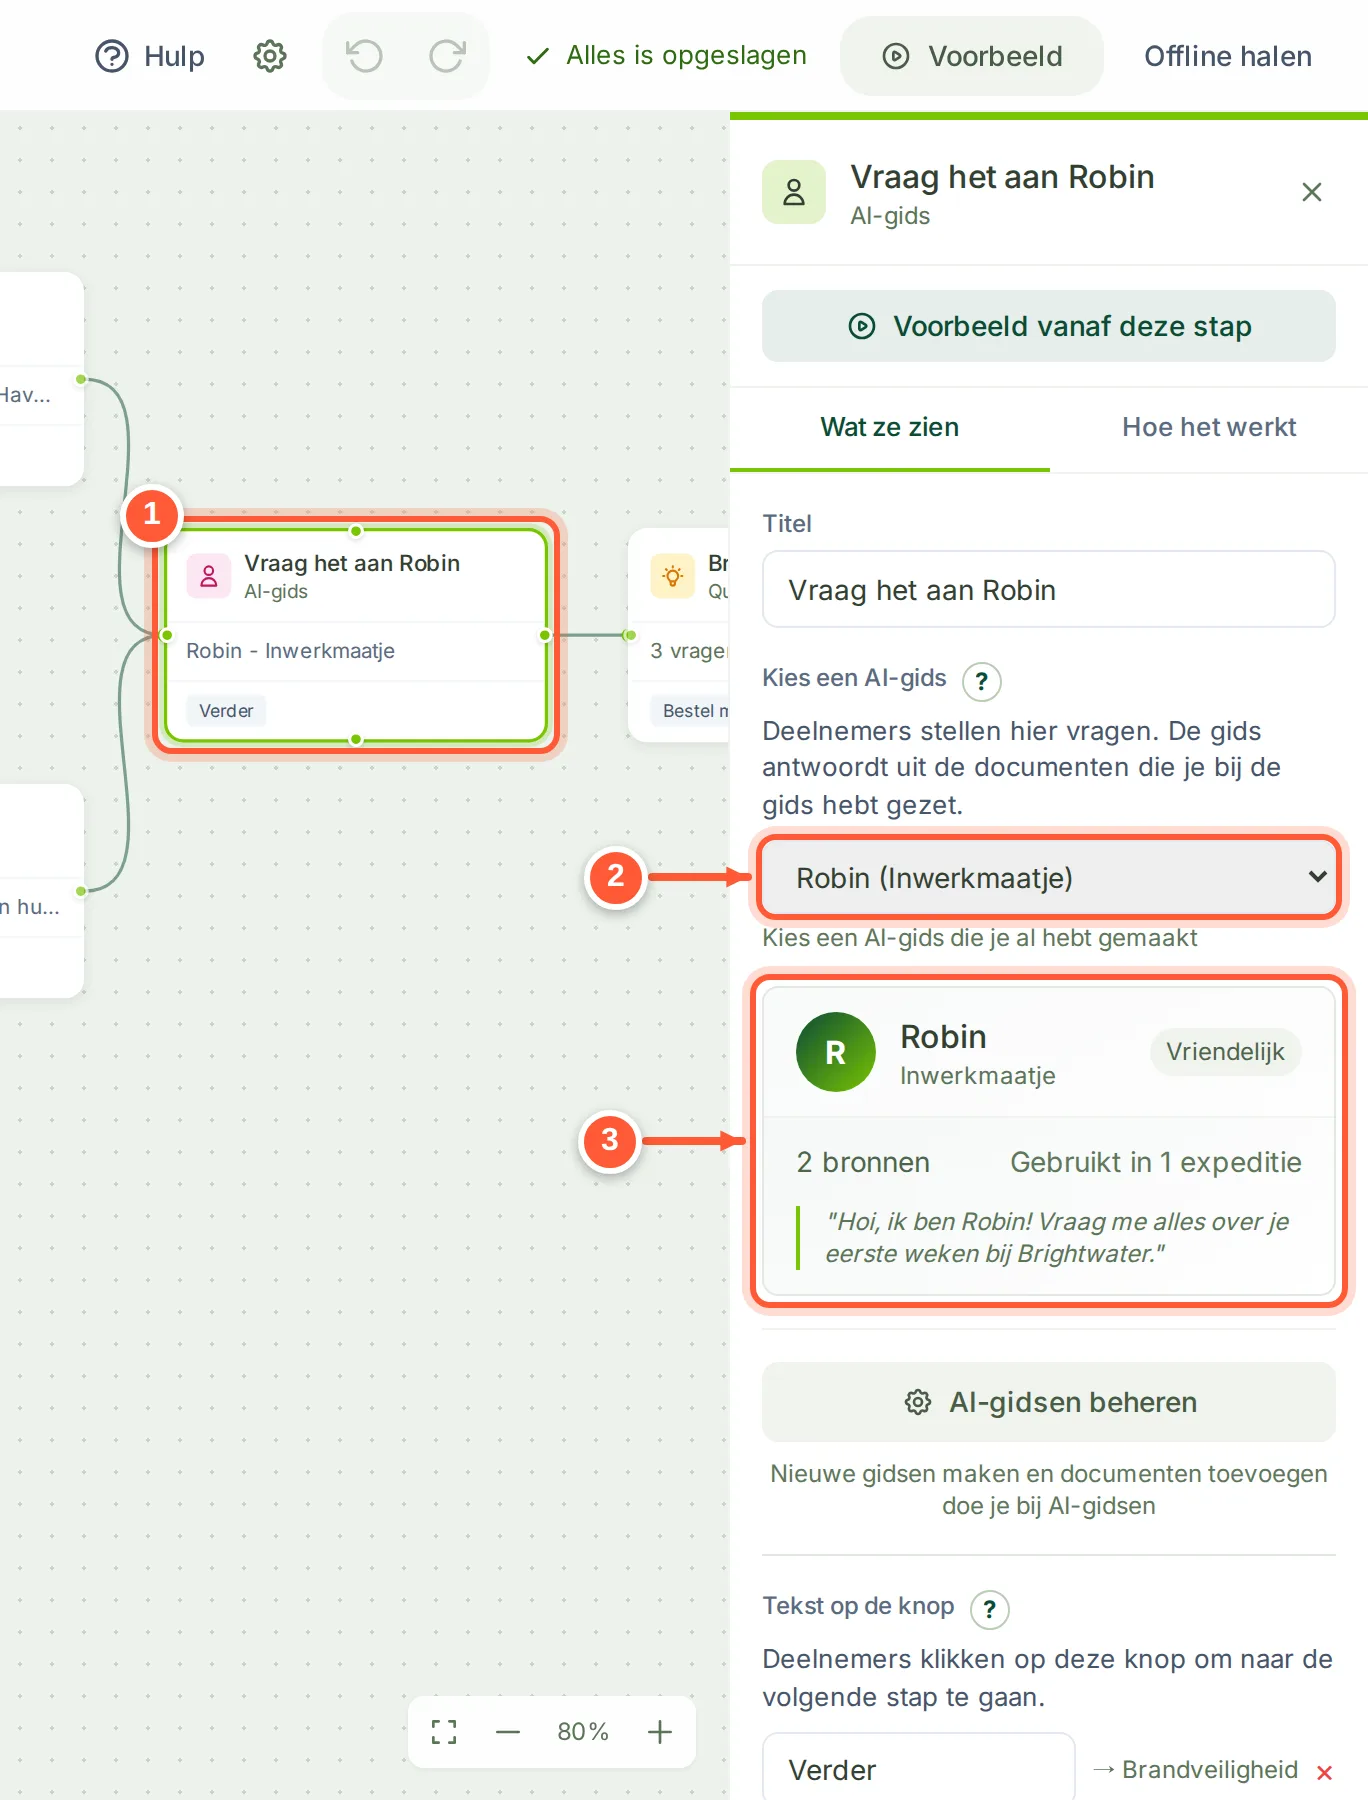 Hulp
Alles is opgeslagen
Voorbeeld
Offline halen
Vraag het aan Robin
AI-gids
Voorbeeld vanaf deze stap
Wat ze zien
Hoe het werkt
Titel
Vraag het aan Robin
Kies een AI-gids ?
Deelnemers stellen hier vragen. De gids
antwoordt uit de documenten die je bij de
gids hebt gezet.
2
Robin (Inwerkmaatje)
Kies een AI-gids die je al hebt gemaakt
3
R
Robin
Inwerkmaatje
Vriendelijk
2 bronnen
Gebruikt in 1 expeditie
"Hoi, ik ben Robin! Vraag me alles over je
eerste weken bij Brightwater."
AI-gidsen beheren
Nieuwe gidsen maken en documenten toevoegen
doe je bij AI-gidsen
Tekst op de knop ?
Deelnemers klikken op deze knop om naar de
volgende stap te gaan.
Verder
→ Brandveiligheid ×
Hav...
1
Vraag het aan Robin
AI-gids
Robin - Inwerkmaatje
Verder
Br
Qu
3 vragen
Bestel m
n hu...
80%